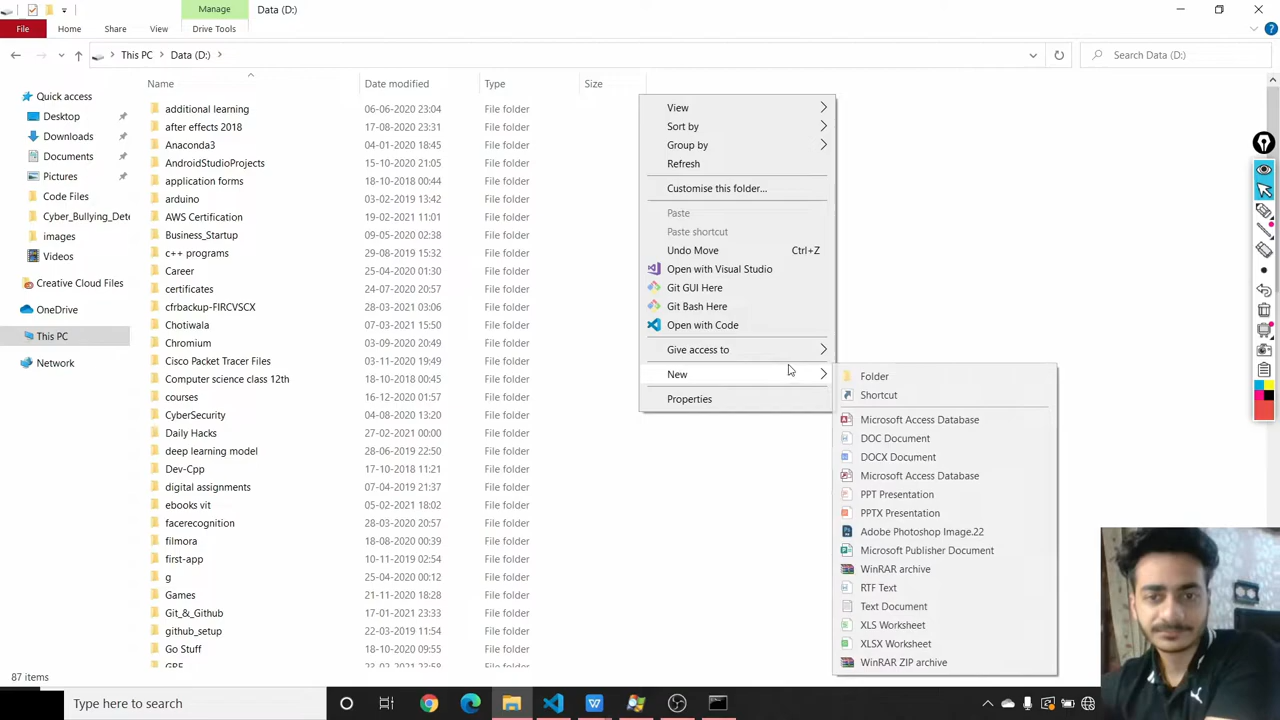 Manage
Data (D:)
File
Home
Share
View
Drive Tools
This PC
Data (D:)
Search Data (D:)
Name
Date modified
Type
Size
Quick access
Desktop
Downloads
Documents
Pictures
Code Files
Cyber_Bullying_Dete
images
Videos
Creative Cloud Files
OneDrive
This PC
Network
additional learning 06-06-2020 23:04 File folder
after effects 2018 17-08-2020 23:31 File folder
Anaconda3 04-01-2020 18:45 File folder
AndroidStudioProjects 15-10-2020 21:05 File folder
application forms 18-10-2018 00:44 File folder
arduino 03-02-2019 13:42 File folder
AWS Certification 19-02-2021 11:01 File folder
Business_Startup 09-05-2020 02:38 File folder
c++ programs 29-08-2019 15:32 File folder
Career 25-04-2020 01:30 File folder
certificates 12-10-2019 00:20 File folder
cfrbackup-FIRCVSCX 28-03-2021 03:06 File folder
Chotiwala 07-03-2021 15:50 File folder
Chromium 03-11-2020 20:49 File folder
Cisco Packet Tracer Files 03-11-2020 19:49 File folder
Computer science class 12th 18-10-2018 00:45 File folder
courses 04-04-2021 21:52 File folder
CyberSecurity 04-08-2020 13:52 File folder
Daily Hacks 27-02-2021 00:00 File folder
deep learning model 28-06-2019 22:50 File folder
Dev-Cpp 17-10-2018 11:21 File folder
digital assignments 07-04-2019 21:37 File folder
ebooks vit 05-02-2021 18:02 File folder
facerecognition 28-03-2020 20:57 File folder
filmora 18-08-2020 00:39 File folder
first-app 10-11-2019 02:54 File folder
g 25-04-2020 00:12 File folder
Games 21-11-2020 18:28 File folder
Git_&_Github 17-01-2021 23:33 File folder
github_setup 22-03-2019 11:54 File folder
Go Stuff File folder
87 items
View
Sort by
Group by
Refresh
Customise this folder...
Paste
Paste shortcut
Undo Move Ctrl+Z
Open with Visual Studio
Git GUI Here
Git Bash Here
Open with Code
Give access to
New
Properties
Folder
Shortcut
Microsoft Access Database
DOC Document
DOCX Document
Microsoft Access Database
PPT Presentation
PPTX Presentation
Adobe Photoshop Image.22
Microsoft Publisher Document
WinRAR archive
RTF Text
Text Document
XLS Worksheet
XLSX Worksheet
WinRAR ZIP archive
Type here to search